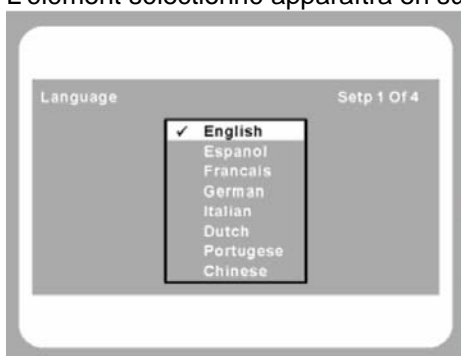 L'élément sélectionné apparaîtra en su
Language
Setp 1 Of 4
✓ English
Espanol
Francais
German
Italian
Dutch
Portugese
Chinese